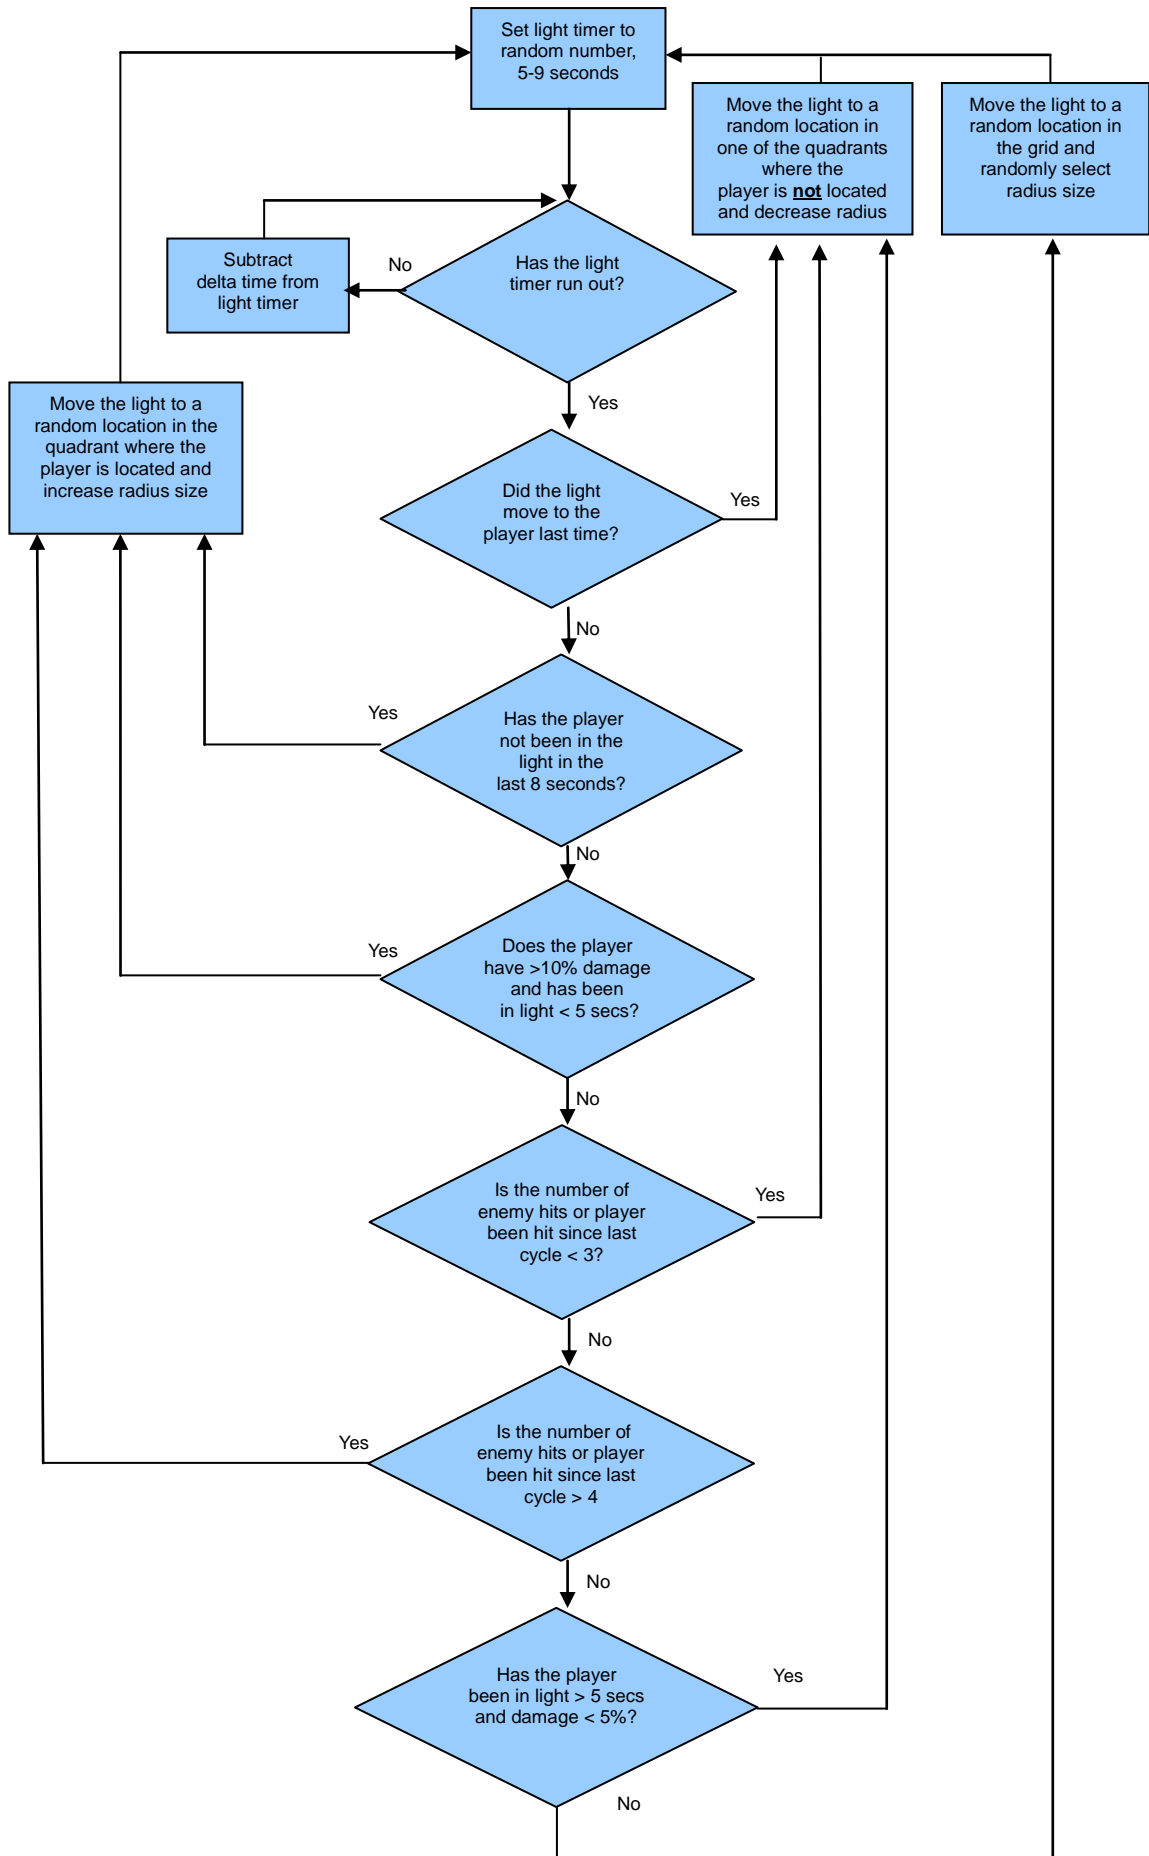 Set light timer to
random number,
5-9 seconds
Move the light to a
random location in
one of the quadrants
where the
player is not located
and decrease radius
Move the light to a
random location in
the grid and
randomly select
radius size
Subtract
delta time from
light timer
No
Has the light
timer run out?
Yes
Move the light to a
random location in the
quadrant where the
player is located and
increase radius size
Did the light
move to the
player last time?
Yes
No
Yes
Has the player
not been in the
light in the
last 8 seconds?
No
Yes
Does the player
have >10% damage
and has been
in light < 5 secs?
No
Is the number of
enemy hits or player
been hit since last
cycle < 3?
Yes
No
Yes
Is the number of
enemy hits or player
been hit since last
cycle > 4
No
Has the player
been in light > 5 secs
and damage < 5%?
Yes
No